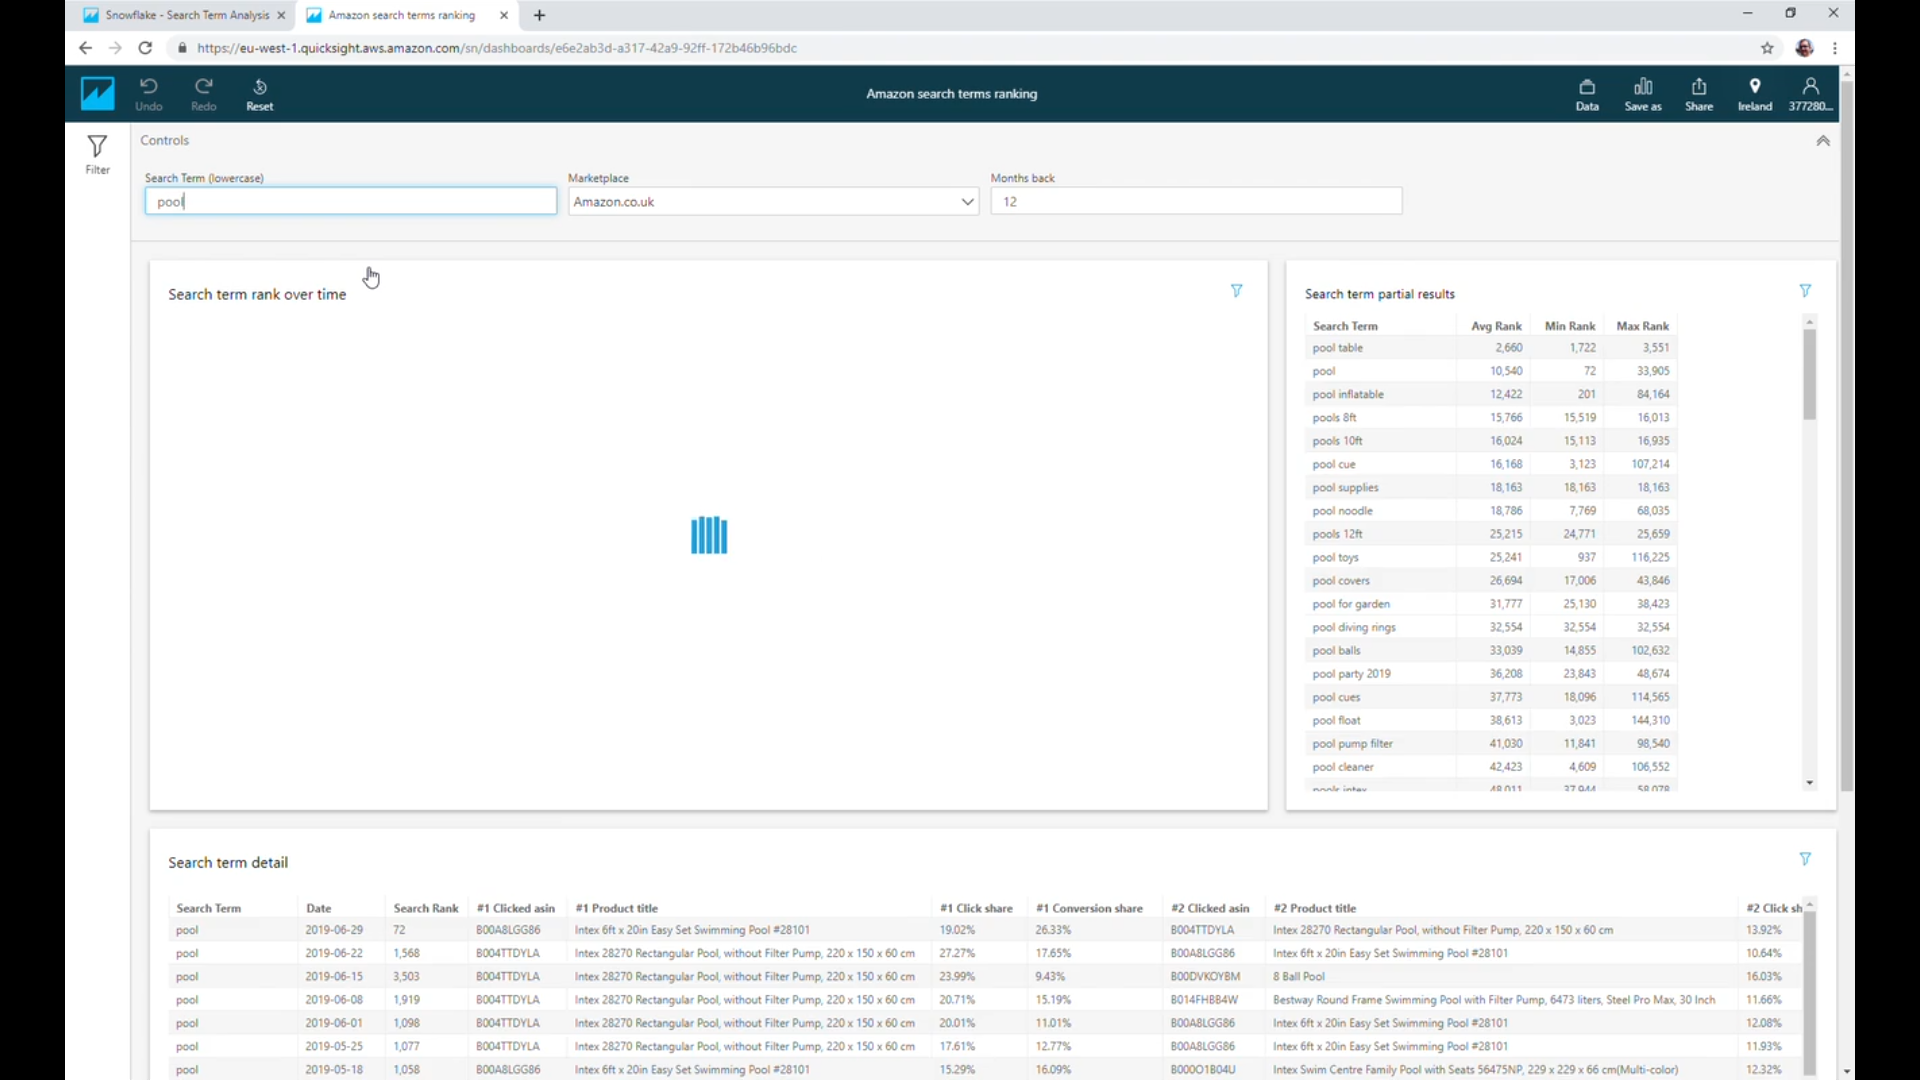 Snowflake - Search Term Analysis
Amazon search terms ranking
https://eu-west-1.quicksight.aws.amazon.com/sn/dashboards/e6e2ab3d-a317-42a9-92ff-172b46b96bdc
Undo Redo Reset Amazon search terms ranking Data Save as Share Ireland 377280...
Filter
Controls
Search Term (lowercase) Marketplace Months back
pool Amazon.co.uk 12
Search term rank over time
Search term partial results
Search Term Avg Rank Min Rank Max Rank
pool table 2,660 1,722 3,551
pool 10,540 72 33,905
pool inflatable 12,422 201 84,164
pools 8ft 15,766 15,519 16,013
pools 10ft 16,024 15,113 16,935
pool cue 16,168 3,123 107,214
pool supplies 18,163 18,163 18,163
pool noodle 18,786 7,769 68,035
pools 12ft 25,215 24,771 25,659
pool toys 25,241 937 116,225
pool covers 26,694 17,006 43,846
pool for garden 31,777 25,130 38,423
pool diving rings 32,554 32,554 32,554
pool balls 33,039 14,855 102,632
pool party 2019 36,208 23,843 48,674
pool cues 37,773 18,096 114,565
pool float 38,613 3,023 144,310
pool pump filter 41,030 11,841 98,540
pool cleaner 42,423 4,609 106,552
pools intex 48,011 37,944 58,078
Search term detail
Search Term Date Search Rank #1 Clicked asin #1 Product title #1 Click share #1 Conversion share #2 Clicked asin #2 Product title #2 Click sh
pool 2019-06-29 72 B00A8LGG86 Intex 6ft x 20in Easy Set Swimming Pool #28101 19.02% 26.33% B004TTDYLA Intex 28270 Rectangular Pool, without Filter Pump, 220 x 150 x 60 cm 13.92%
pool 2019-06-22 1,568 B004TTDYLA Intex 28270 Rectangular Pool, without Filter Pump, 220 x 150 x 60 cm 27.27% 17.65% B00A8LGG86 Intex 6ft x 20in Easy Set Swimming Pool #28101 10.64%
pool 2019-06-15 3,503 B004TTDYLA Intex 28270 Rectangular Pool, without Filter Pump, 220 x 150 x 60 cm 23.99% 9.43% B00DVKOYBM 8 Ball Pool 16.03%
pool 2019-06-08 1,919 B004TTDYLA Intex 28270 Rectangular Pool, without Filter Pump, 220 x 150 x 60 cm 20.71% 15.19% B014FHBB4W Bestway Round Frame Swimming Pool with Filter Pump, 6473 liters, Steel Pro Max, 30 Inch 11.66%
pool 2019-06-01 1,098 B004TTDYLA Intex 28270 Rectangular Pool, without Filter Pump, 220 x 150 x 60 cm 20.01% 11.01% B00A8LGG86 Intex 6ft x 20in Easy Set Swimming Pool #28101 12.08%
pool 2019-05-25 1,077 B004TTDYLA Intex 28270 Rectangular Pool, without Filter Pump, 220 x 150 x 60 cm 17.61% 12.77% B00A8LGG86 Intex 6ft x 20in Easy Set Swimming Pool #28101 11.93%
pool 2019-05-18 1,058 B00A8LGG86 Intex 6ft x 20in Easy Set Swimming Pool #28101 15.29% 16.09% B000O1B04U Intex Swim Centre Family Pool with Seats 56475NP, 229 x 229 x 66 cm(Multi-color) 12.32%